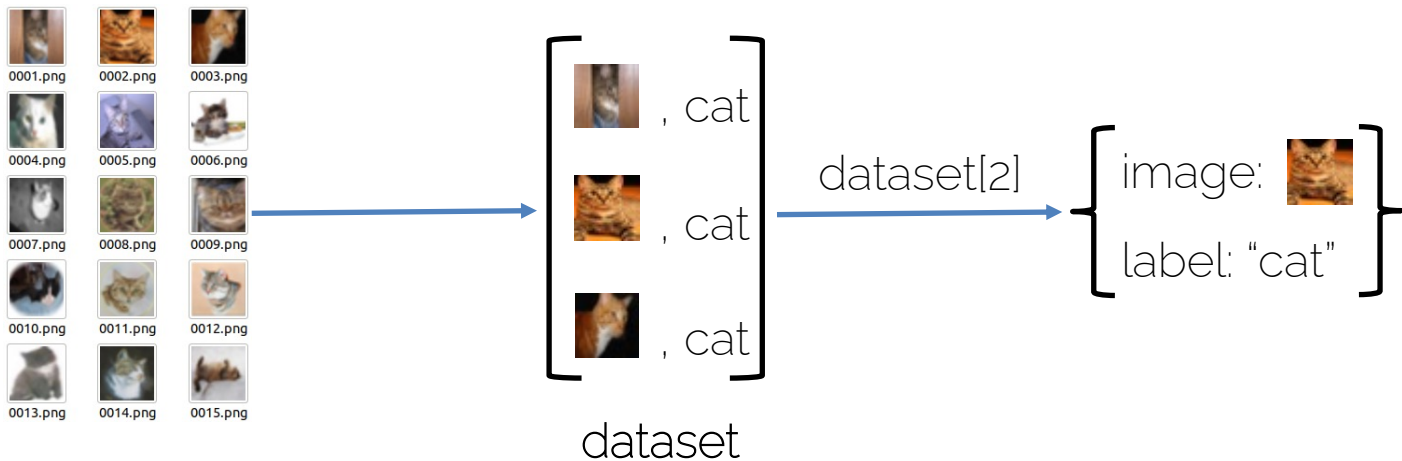 0001.png 0002.png 0003.png
0004.png 0005.png 0006.png
0007.png 0008.png 0009.png
0010.png 0011.png 0012.png
0013.png 0014.png 0015.png
, cat
, cat
, cat
dataset
dataset[2]
image:
label: “cat”